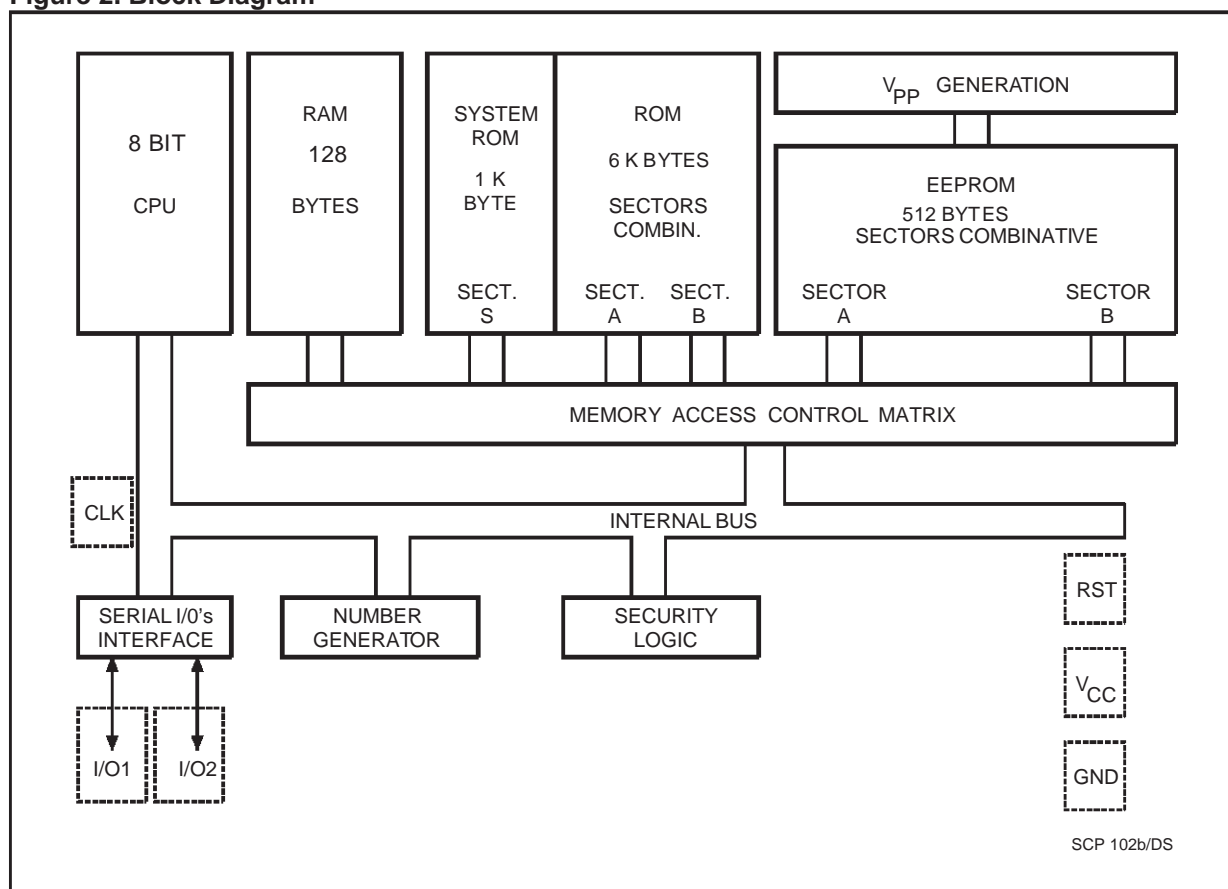 Figure 2. Block Diagram
8 BIT
CPU
RAM
128
BYTES
SYSTEM
ROM
1 K
BYTE
SECT.
S
ROM
6 K BYTES
SECTORS
COMBIN.
SECT.
A
SECT.
B
VPP GENERATION
EEPROM
512 BYTES
SECTORS COMBINATIVE
SECTOR
A
SECTOR
B
MEMORY ACCESS CONTROL MATRIX
CLK
INTERNAL BUS
SERIAL I/0's
INTERFACE
NUMBER
GENERATOR
SECURITY
LOGIC
RST
VCC
GND
I/O1
I/O2
SCP 102b/DS